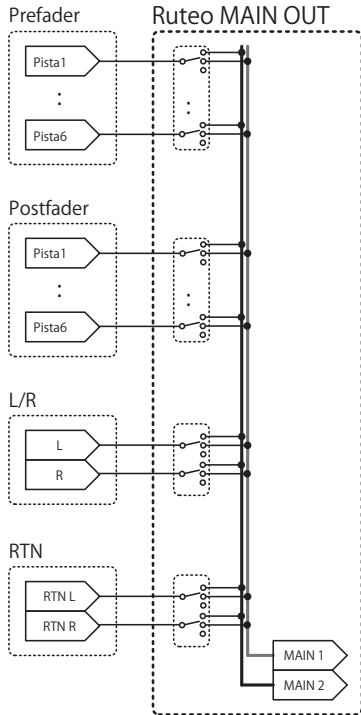 Prefader
Ruteo MAIN OUT
Pista1
:
:
Pista6
Postfader
Pista1
:
:
Pista6
L/R
L
R
RTN
RTN L
RTN R
MAIN 1
MAIN 2